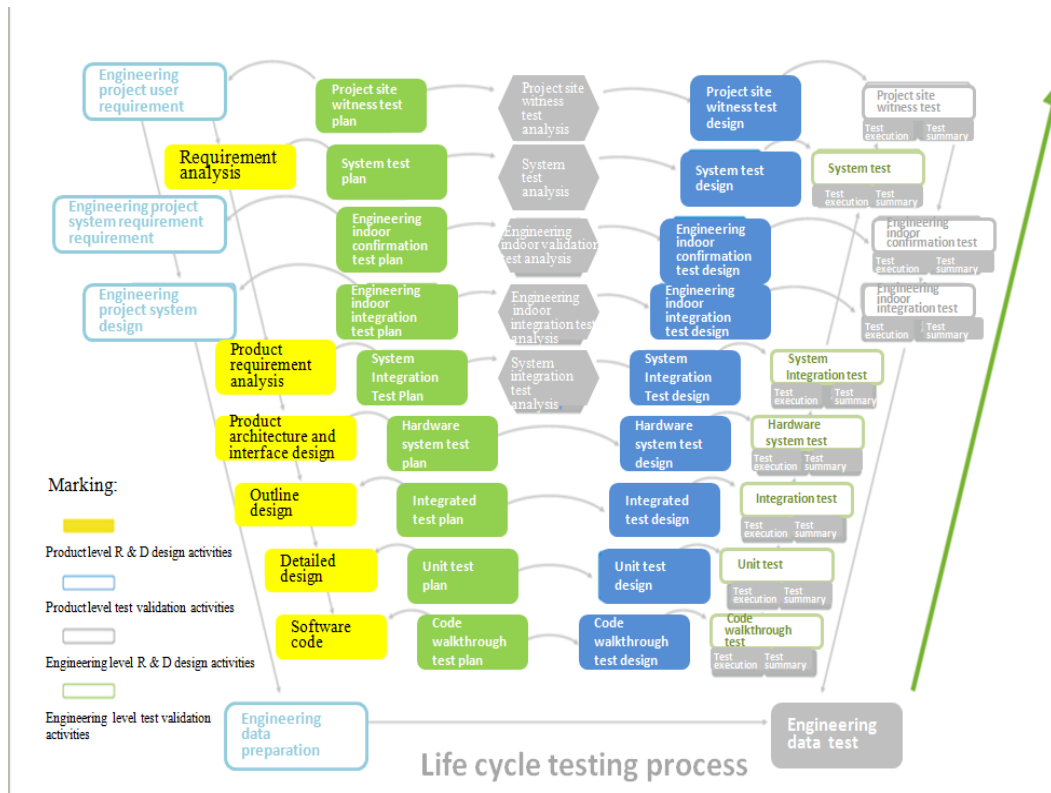 Engineering
project user
requirement
Project site
witness test
plan
Project site
witness
test
analysis
Project site
witness test
design
Project site
witness test
Test
execution
Test
summary
Requirement
analysis
System test
plan
System
test
analysis
System test
design
System test
Test
execution
Test
summary
Engineering project
system requirement
requirement
Engineering
indoor
confirmation
test plan
Engineering
indoor validation
test analysis
Engineering
indoor
confirmation
test design
Engineering
indoor
confirmation test
Test
execution
Test
summary
Engineering
project system
design
Engineering
indoor
integration
test plan
Engineering
indoor
integration test
analysis
Engineering
indoor
integration
test design
Engineering
indoor
integration test
Test
execution
Test
summary
Product
requirement
analysis
System
Integration
Test Plan
System
integration
test
analysis.
System
Integration
Test design
System
Integration test
Test
execution
Test
summary
Product
architecture and
interface design
Hardware
system test
plan
Hardware
system test
design
Hardware
system test
Test
execution
Test
summary
Outline
design
Integrated
test plan
Integrated
test design
Integration test
Test
execution
Test
summary
Detailed
design
Unit test
plan
Unit test
design
Unit test
Test
execution
Test
summary
Software
code
Code
walkthrough
test plan
Code
walkthrough
test design
Code
walkthrough
test
Test
execution
Test
summary
Marking:
Product level R & D design activities
Product level test validation activities
Engineering level R & D design activities
Engineering level test validation
activities
Engineering
data
preparation
Engineering
data test
Life cycle testing process